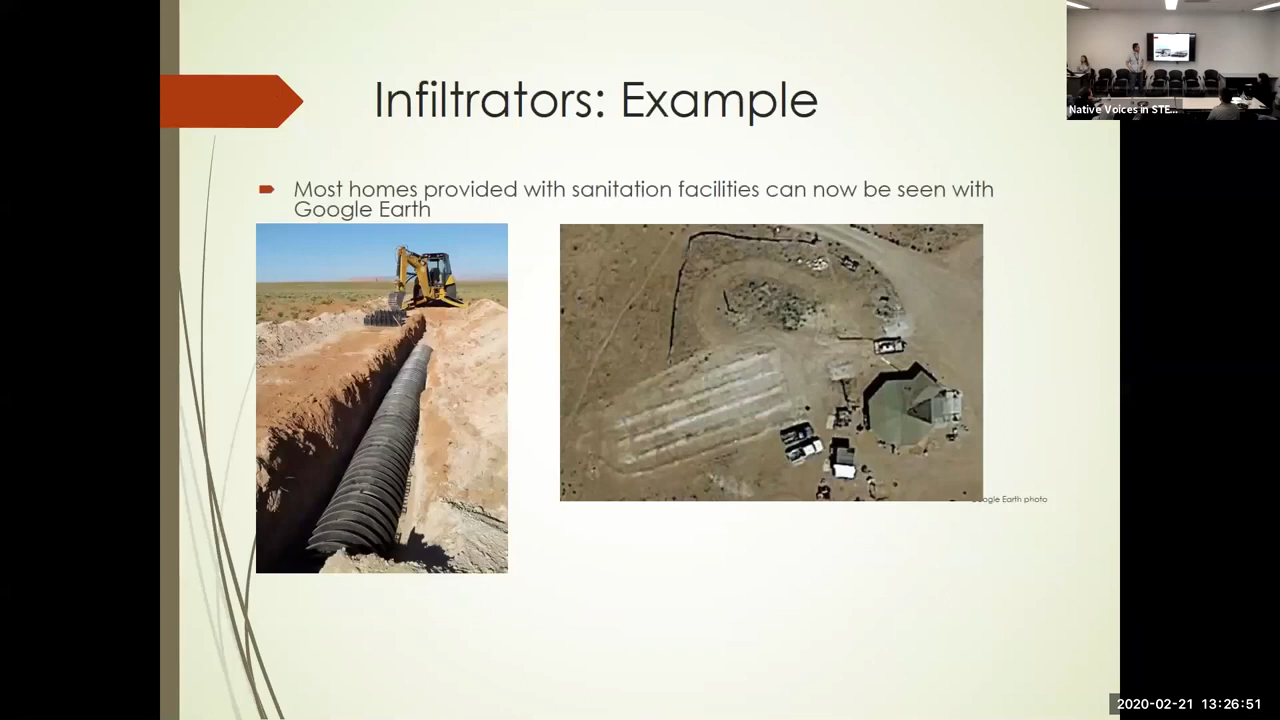 Infiltrators: Example
Native Voices in STE...
Most homes provided with sanitation facilities can now be seen with
Google Earth
Earth photo
2020-02-21 13:26:51